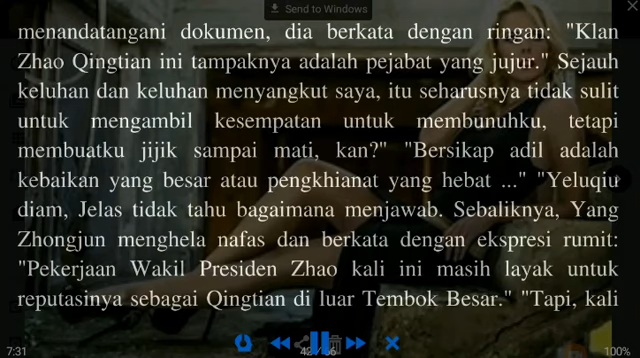 Send to Windows
menandatangani dokumen, dia berkata dengan ringan: "Klan
Zhao Qingtian ini tampaknya adalah pejabat yang jujur." Sejauh
keluhan dan keluhan menyangkut saya, itu seharusnya tidak sulit
untuk mengambil kesempatan untuk membunuhku, tetapi
membuatku jijik sampai mati, kan?" "Bersikap adil adalah
kebaikan yang besar atau pengkhianat yang hebat ..." "Yeluqiu
diam, Jelas tidak tahu bagaimana menjawab. Sebaliknya, Yang
Zhongjun menghela nafas dan berkata dengan ekspresi rumit:
"Pekerjaan Wakil Presiden Zhao kali ini masih layak untuk
reputasinya sebagai Qingtian di luar Tembok Besar." "Tapi, kali
7:31
100%